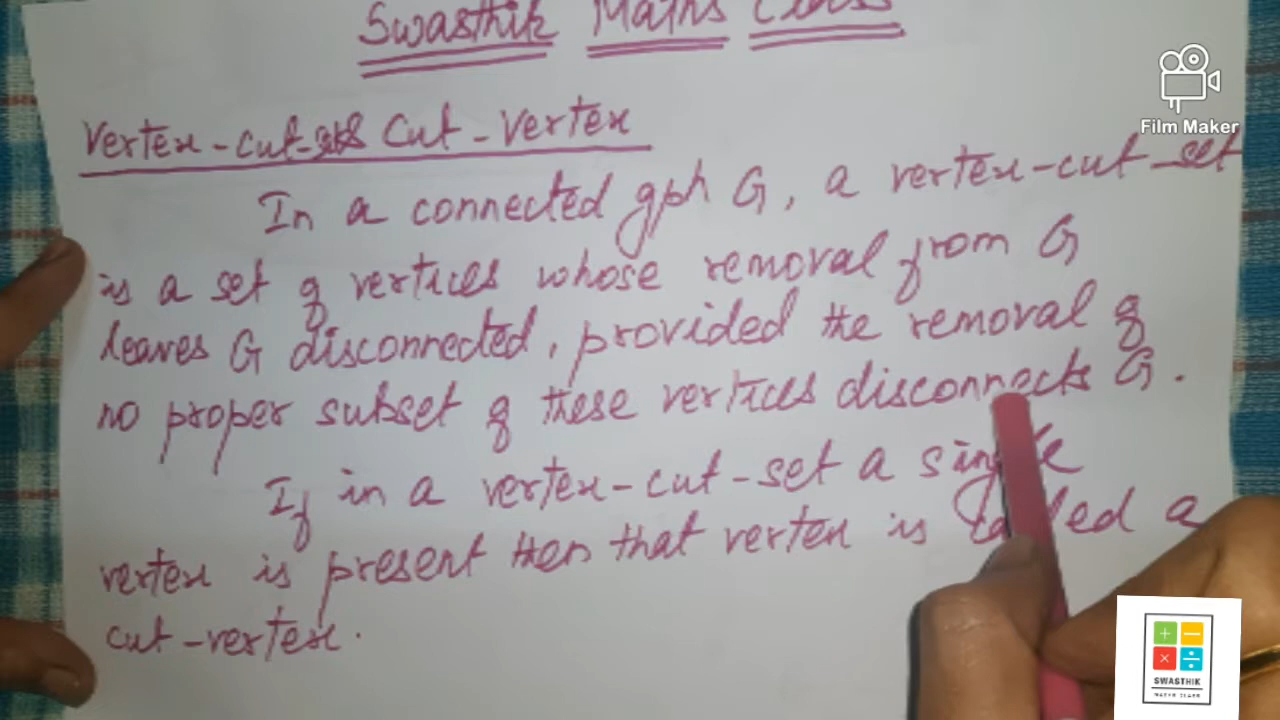 Swasthik Maths Class
Film Maker
Vertex-cut-set & Cut-Vertex
In a connected gph G, a vertex-cut-set
is a set of vertices whose removal from G
leaves G disconnected, provided the removal of
no proper subset of these vertices disconnects G.
If in a vertex-cut-set a single
vertex is present then that vertex is called a
cut-vertex.
SWASTHIK
MATHS CLASS